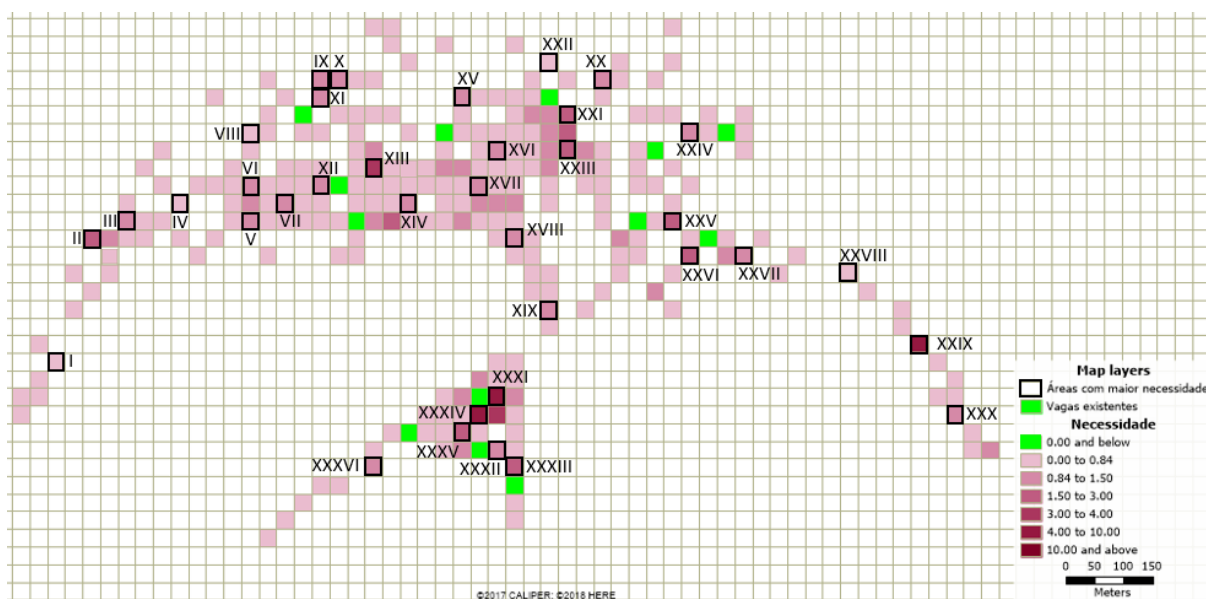 XXII
IX X
XX
XV
XI
XXI
VIII
XXIV
XVI
XIII
XXIII
VI
XII
XVII
III
IV
VII
XIV
XXV
V
II
XVIII
XXVIII
XXVI
XXVII
XIX
XXIX
I
XXXI
XXXIV
XXX
XXXV
XXXVI
XXXII
XXXIII
Map layers
Áreas com maior necessidade
Vagas existentes
Necessidade
0.00 and below
0.00 to 0.84
0.84 to 1.50
1.50 to 3.00
3.00 to 4.00
4.00 to 10.00
10.00 and above
0 50 100 150
Meters
©2017 CALIPER; ©2018 HERE